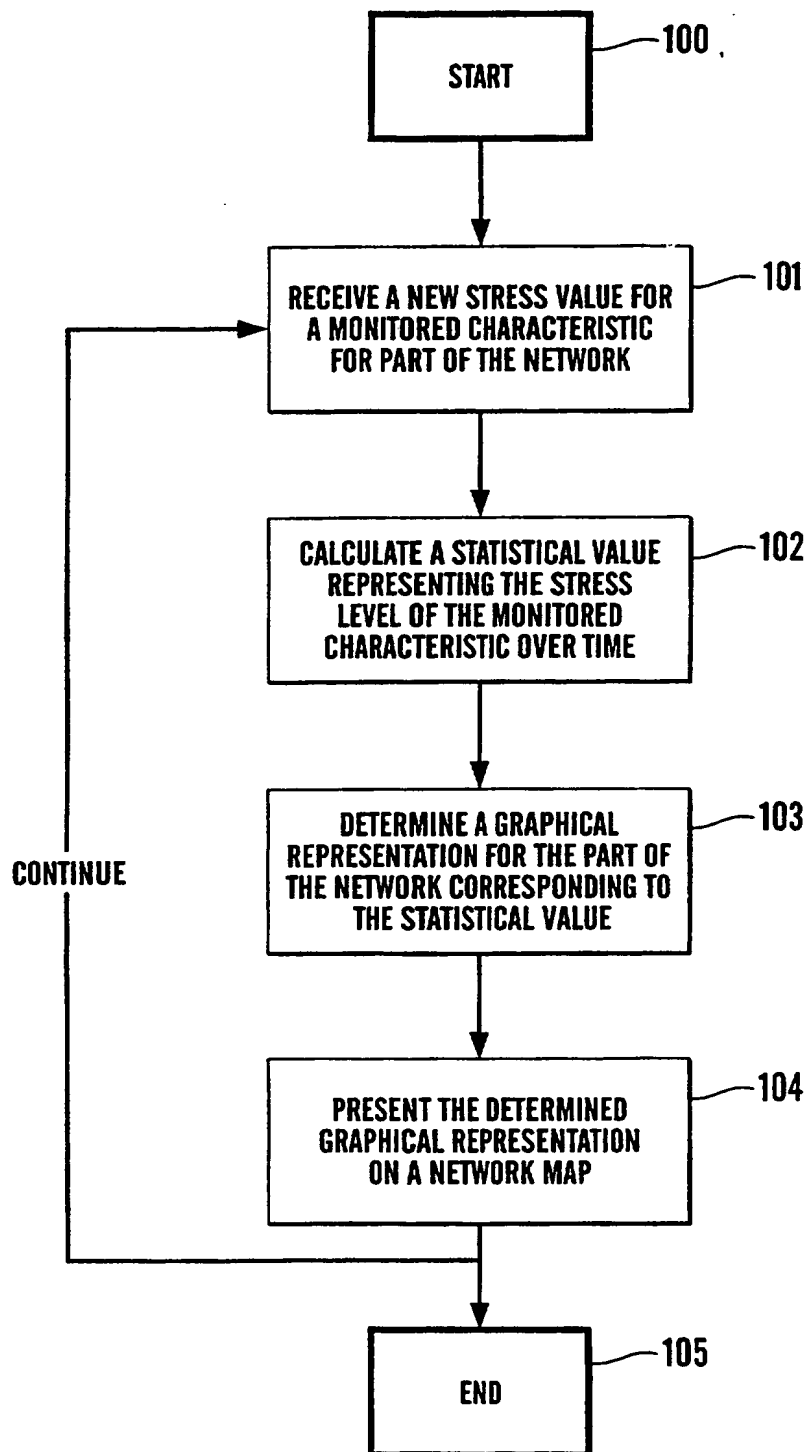 START
100
RECEIVE A NEW STRESS VALUE FOR
A MONITORED CHARACTERISTIC
FOR PART OF THE NETWORK
101
CALCULATE A STATISTICAL VALUE
REPRESENTING THE STRESS
LEVEL OF THE MONITORED
CHARACTERISTIC OVER TIME
102
DETERMINE A GRAPHICAL
REPRESENTATION FOR THE PART OF
THE NETWORK CORRESPONDING TO
THE STATISTICAL VALUE
103
CONTINUE
PRESENT THE DETERMINED
GRAPHICAL REPRESENTATION
ON A NETWORK MAP
104
END
105